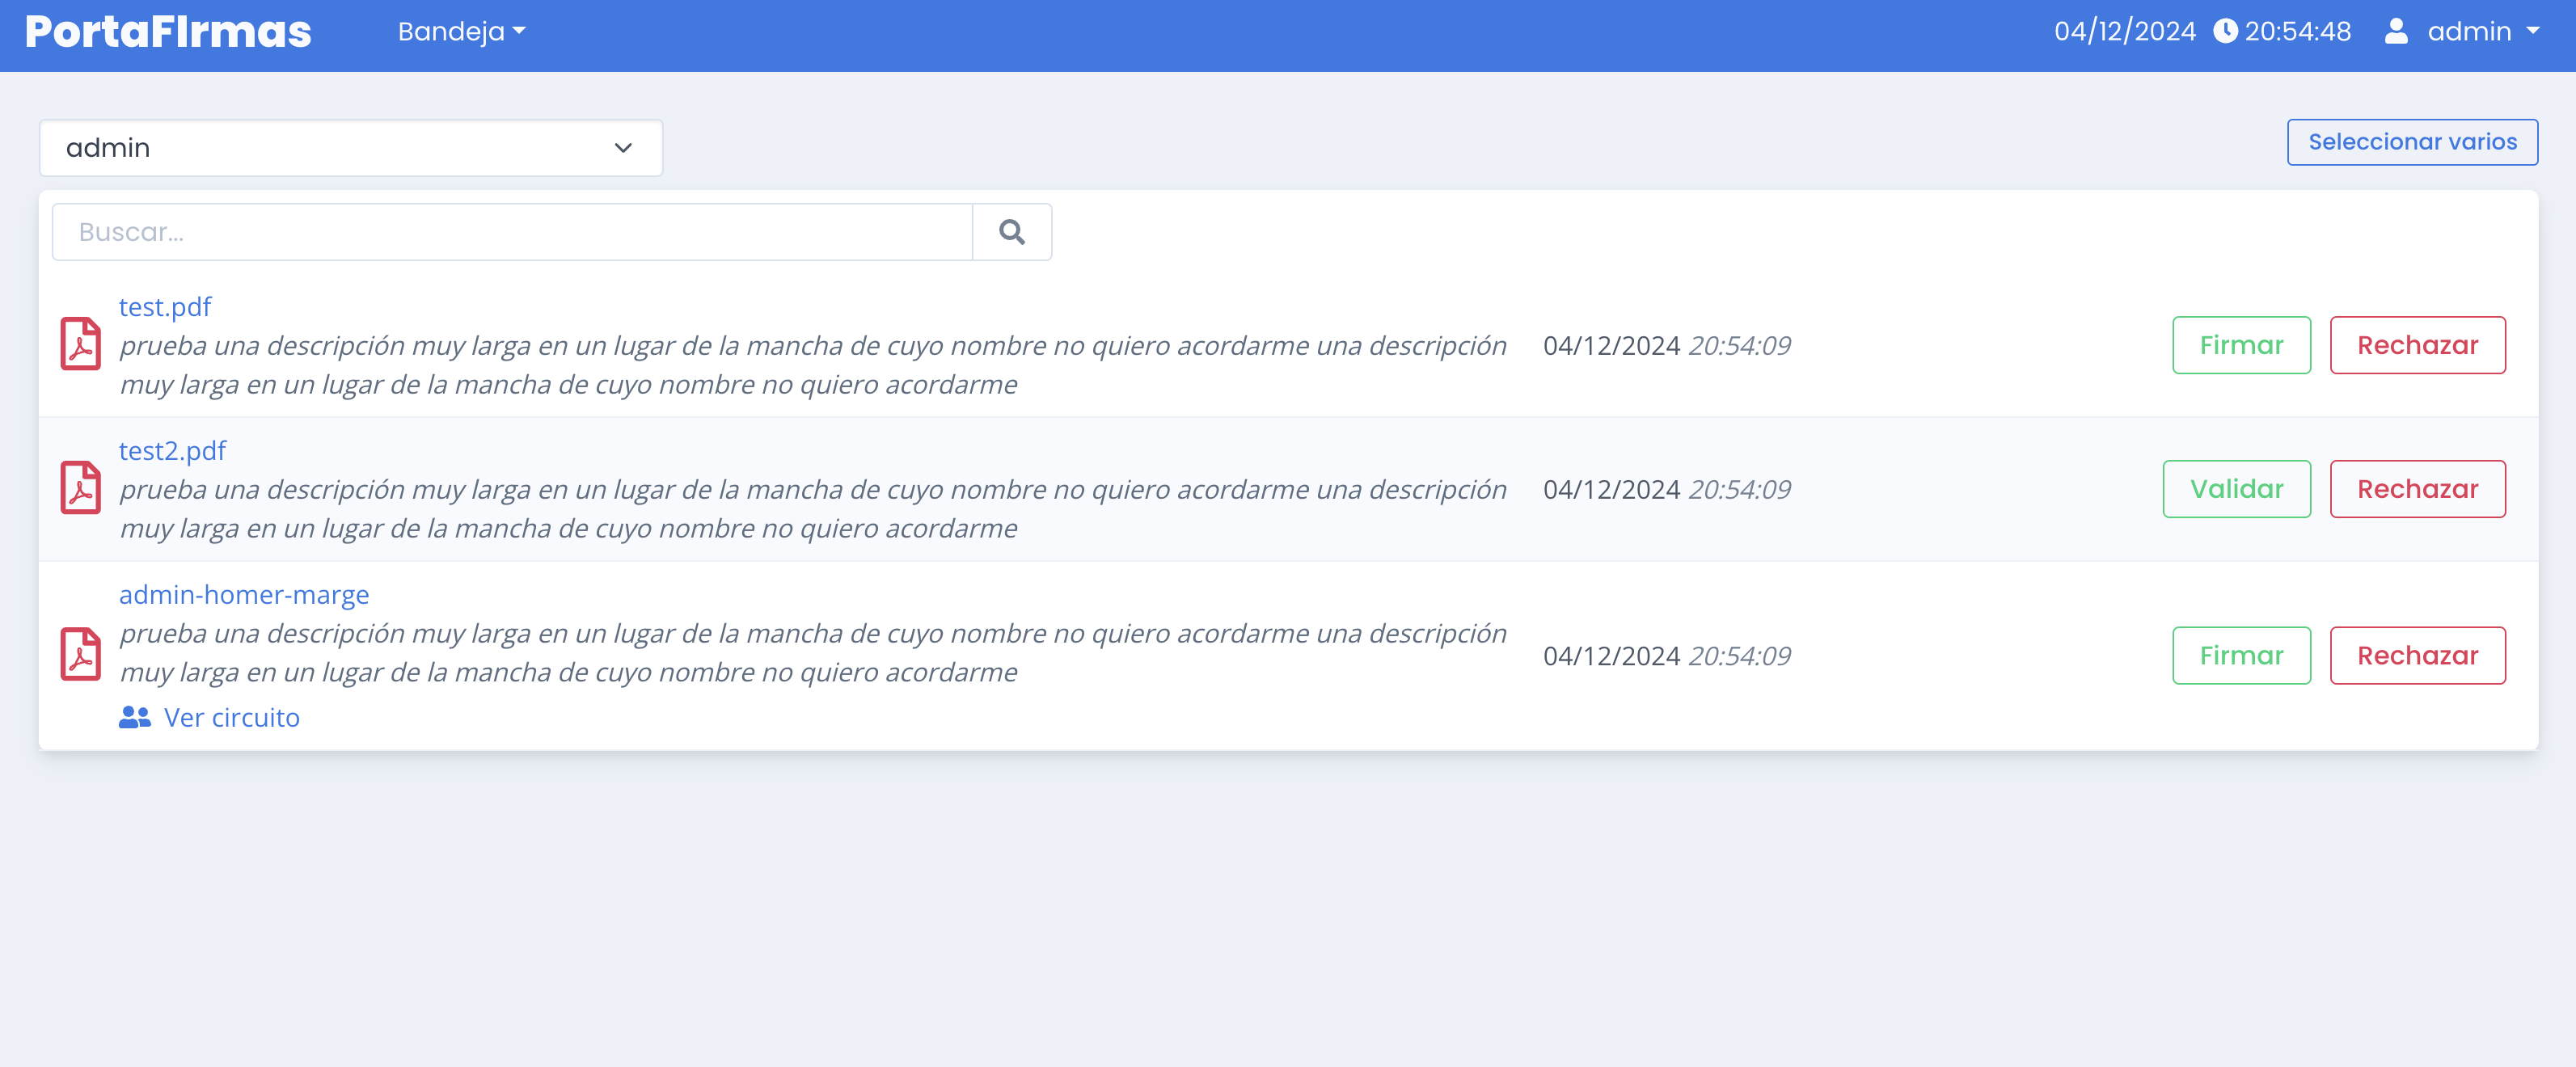 PortaFIrmas Bandeja 04/12/2024 20:54:48 admin
admin Seleccionar varios
Buscar...
test.pdf
prueba una descripción muy larga en un lugar de la mancha de cuyo nombre no quiero acordarme una descripción 04/12/2024 20:54:09 Firmar Rechazar
muy larga en un lugar de la mancha de cuyo nombre no quiero acordarme
test2.pdf
prueba una descripción muy larga en un lugar de la mancha de cuyo nombre no quiero acordarme una descripción 04/12/2024 20:54:09 Validar Rechazar
muy larga en un lugar de la mancha de cuyo nombre no quiero acordarme
admin-homer-marge
prueba una descripción muy larga en un lugar de la mancha de cuyo nombre no quiero acordarme una descripción 04/12/2024 20:54:09 Firmar Rechazar
muy larga en un lugar de la mancha de cuyo nombre no quiero acordarme
Ver circuito